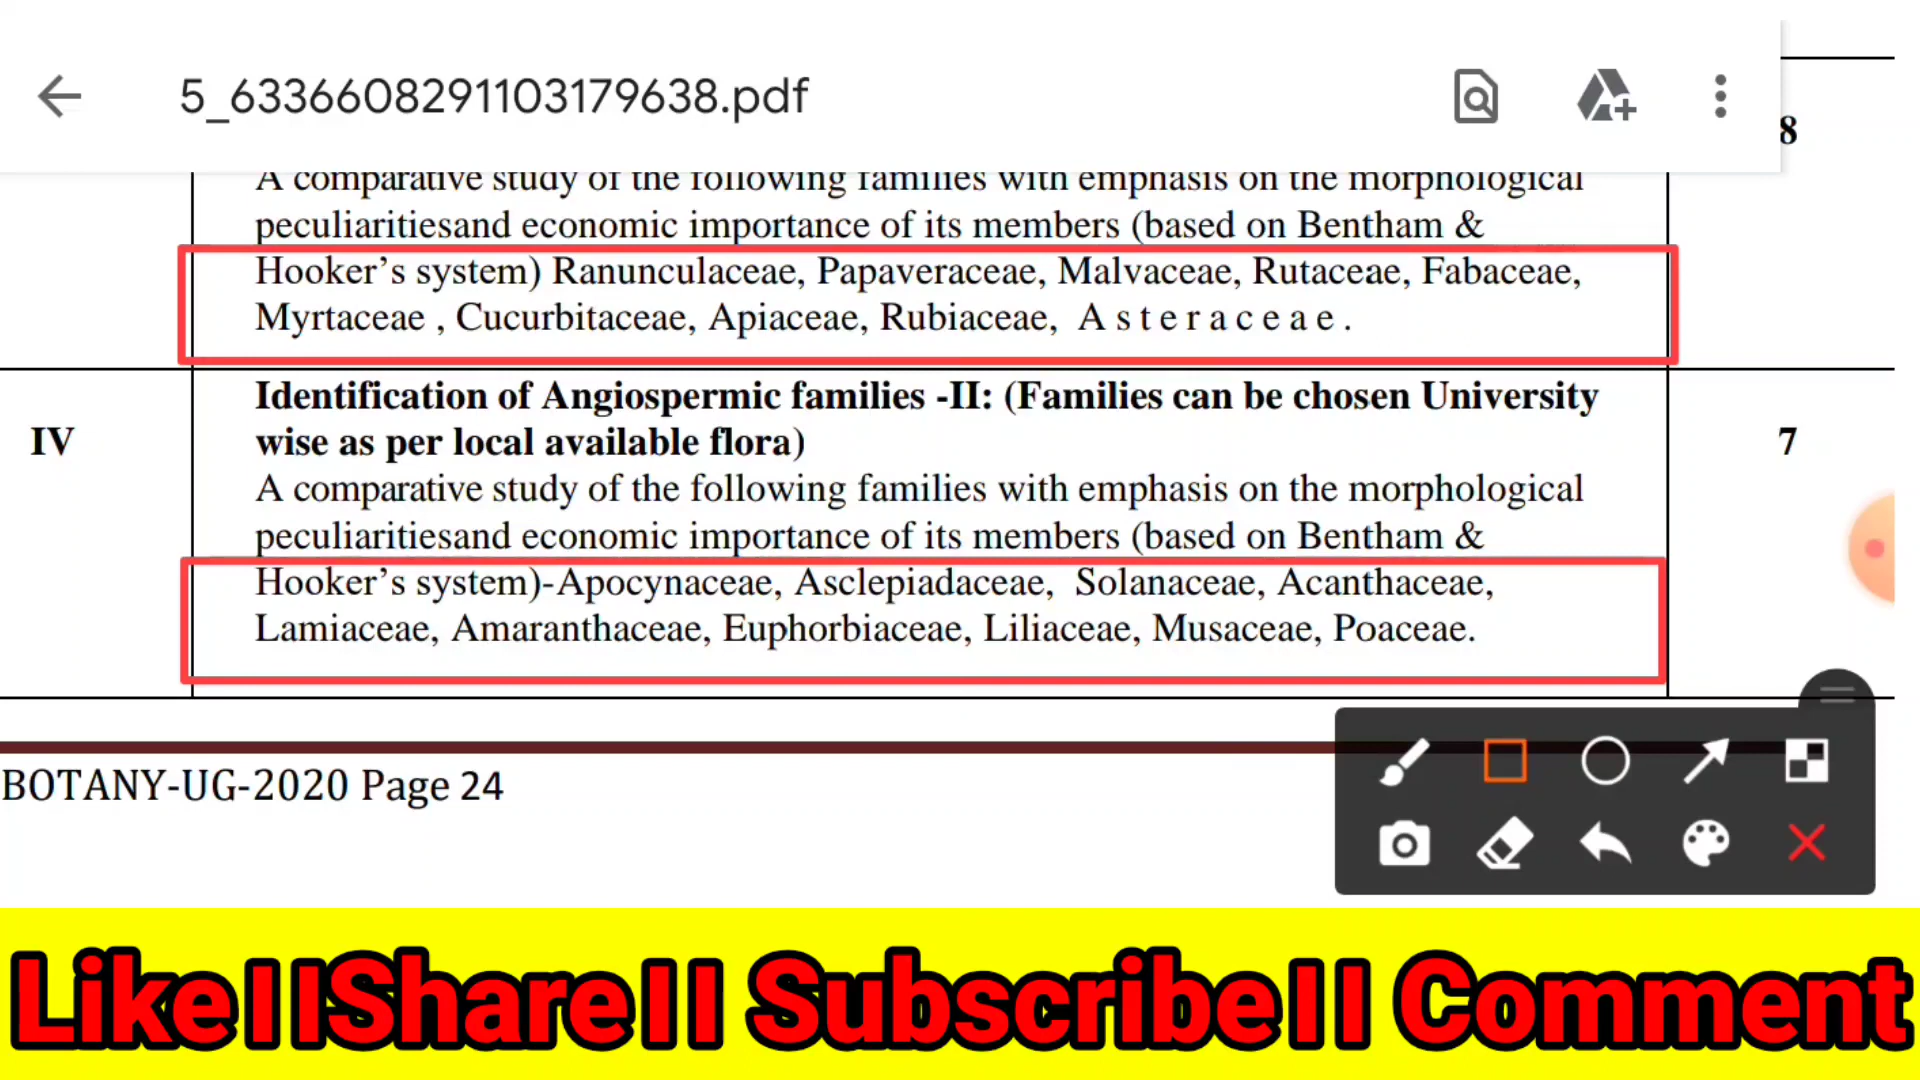 5_6336608291103179638.pdf
8
A comparative study of the following families with emphasis on the morphological
peculiaritiesand economic importance of its members (based on Bentham &
Hooker’s system) Ranunculaceae, Papaveraceae, Malvaceae, Rutaceae, Fabaceae,
Myrtaceae , Cucurbitaceae, Apiaceae, Rubiaceae, A s t e r a c e a e .
Identification of Angiospermic families -II: (Families can be chosen University
IV
wise as per local available flora)
7
A comparative study of the following families with emphasis on the morphological
peculiaritiesand economic importance of its members (based on Bentham &
Hooker’s system)-Apocynaceae, Asclepiadaceae, Solanaceae, Acanthaceae,
Lamiaceae, Amaranthaceae, Euphorbiaceae, Liliaceae, Musaceae, Poaceae.
BOTANY-UG-2020 Page 24
Like||Share|| Subscribe|| Comment